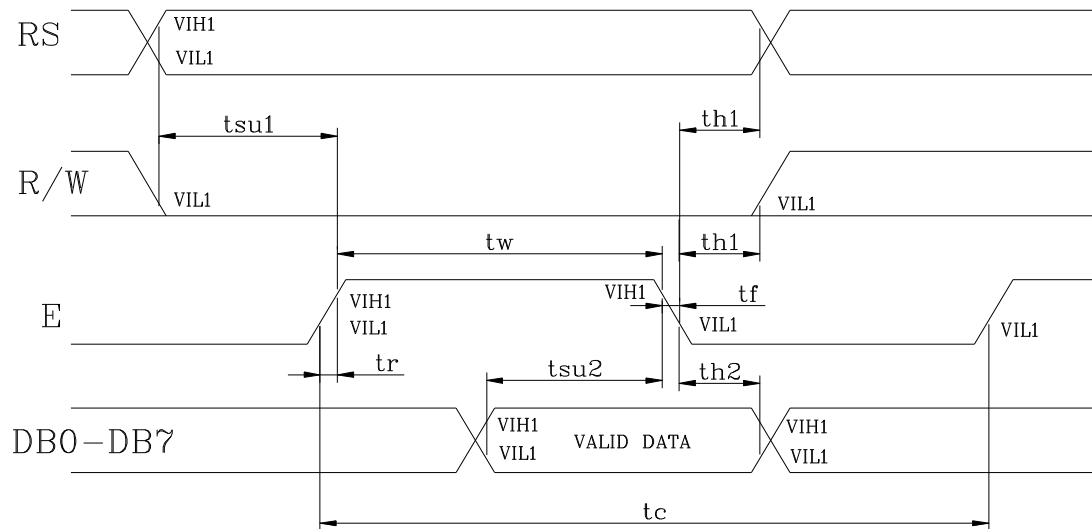 RS
VIH1
VIL1
tsu1
th1
R/W
VIL1
VIL1
tw
th1
E
VIH1
VIL1
VIH1
tf
VIL1
VIL1
tr
tsu2
th2
DB0-DB7
VIH1
VIL1
VALID DATA
VIH1
VIL1
tc